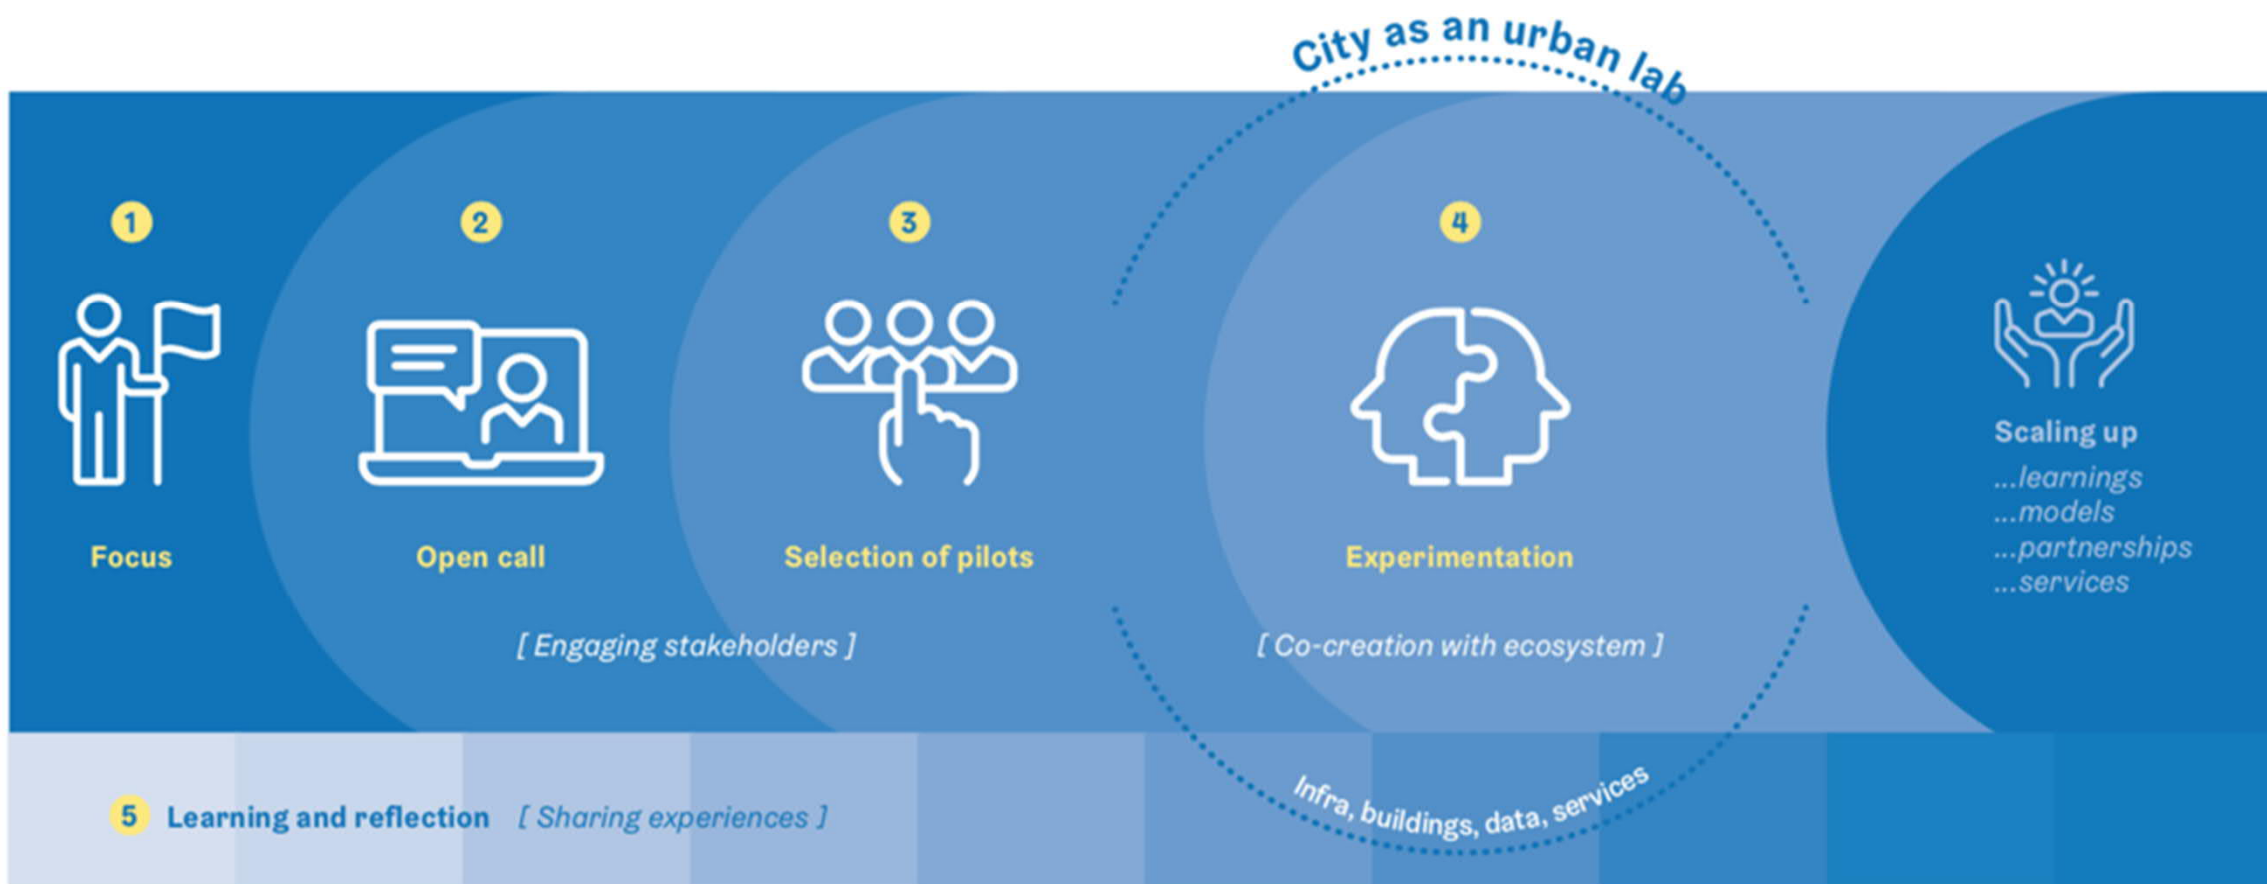 City as an urban lab
1
2
3
4
Focus
Open call
Selection of pilots
Experimentation
[ Engaging stakeholders ]
[ Co-creation with ecosystem ]
Scaling up
...learnings
...models
...partnerships
...services
5 Learning and reflection [ Sharing experiences ]
Infra, buildings, data, services